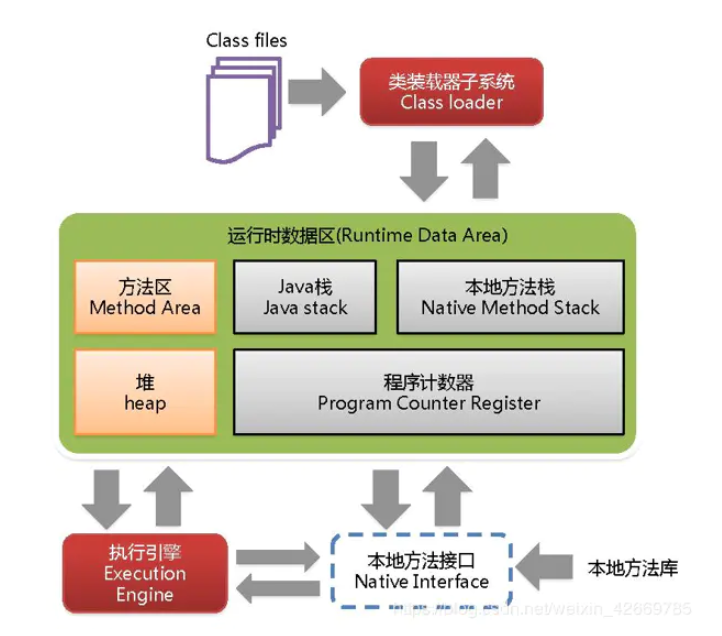 Class files
类装载器子系统
Class loader
运行时数据区(Runtime Data Area)
方法区
Method Area
Java栈
Java stack
本地方法栈
Native Method Stack
堆
heap
程序计数器
Program Counter Register
执行引擎
Execution
Engine
本地方法接口
Native Interface
本地方法库
https://blog.csdn.net/weixin_42669785